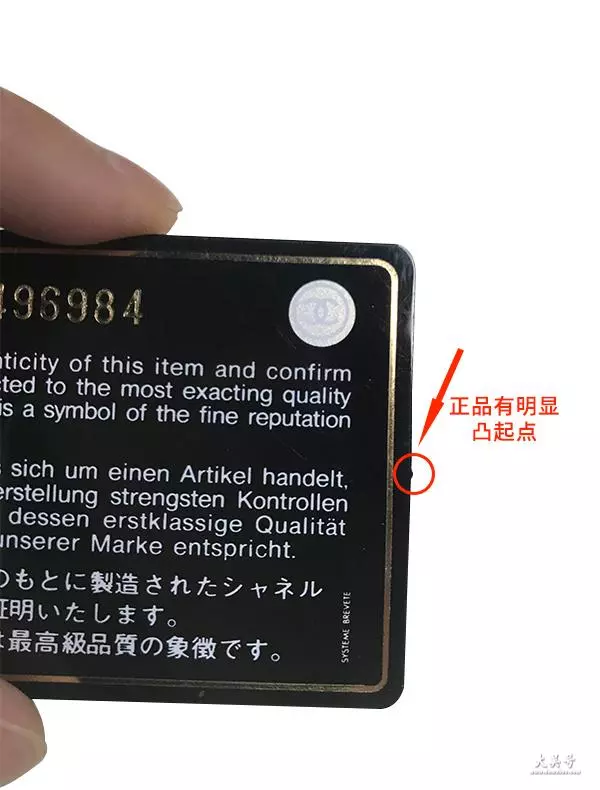 496984
nticity of this item and confirm
cted to the most exacting quality
is a symbol of the fine reputation
正品有明显
凸起点
s sich um einen Artikel handelt,
erstellung strengsten Kontrollen
dessen erstklassige Qualität
unserer Marke entspricht.
のもとに製造されたシャネル
証明いたします。
は最高級品質の象徴です。
SYSTEME BREVETE